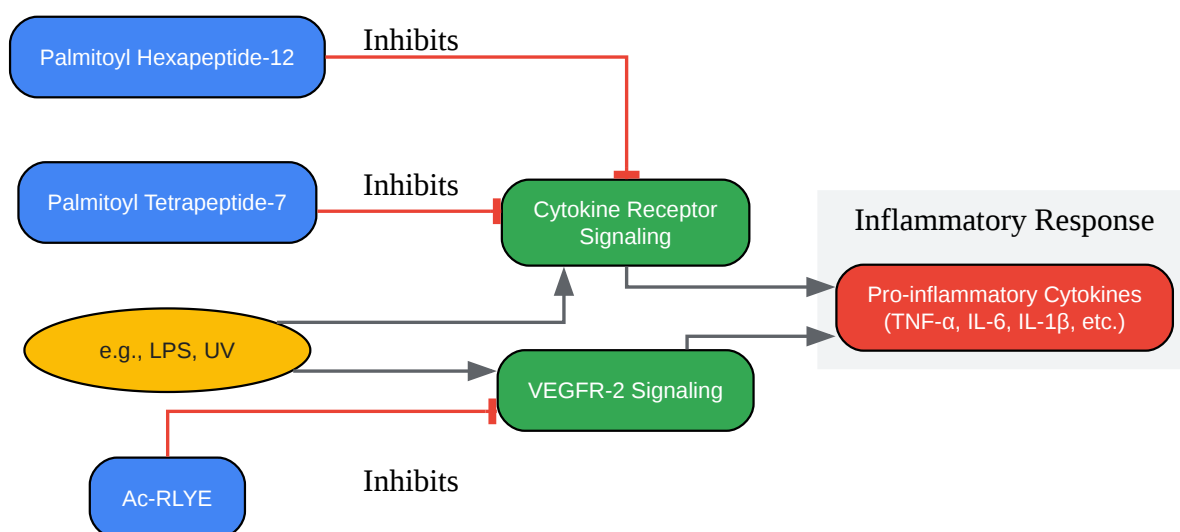 Palmitoyl Hexapeptide-12
Inhibits
Palmitoyl Tetrapeptide-7
Inhibits
Cytokine Receptor
Signaling
Inflammatory Response
Pro-inflammatory Cytokines
(TNF-α, IL-6, IL-1β, etc.)
e.g., LPS, UV
VEGFR-2 Signaling
Ac-RLYE
Inhibits